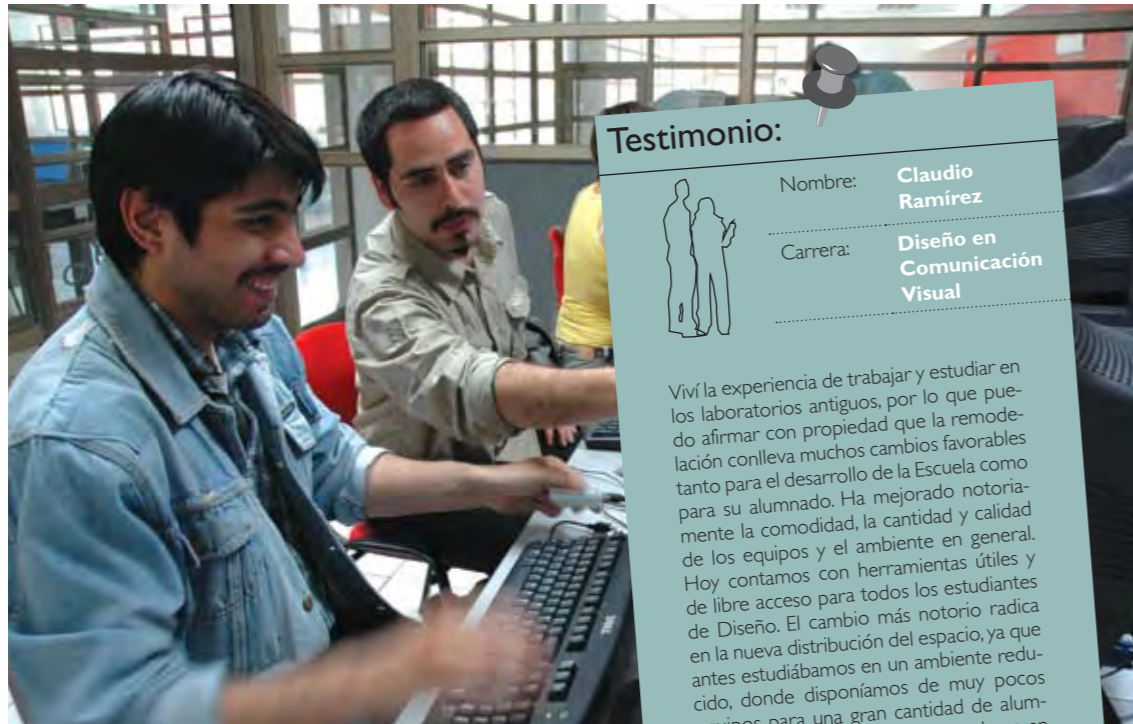 Testimonio:
Nombre: Claudio
Ramírez
Carrera: Diseño en
Comunicación
Visual
Viví la experiencia de trabajar y estudiar en
los laboratorios antiguos, por lo que pue-
do afirmar con propiedad que la remode-
lación conlleva muchos cambios favorables
tanto para el desarrollo de la Escuela como
para su alumnado. Ha mejorado notoria-
mente la comodidad, la cantidad y calidad
de los equipos y el ambiente en general.
Hoy contamos con herramientas útiles y
de libre acceso para todos los estudiantes
de Diseño. El cambio más notorio radica
en la nueva distribución del espacio, ya que
antes estudiábamos en un ambiente redu-
cido, donde disponíamos de muy pocos
equipos para una gran cantidad de alum-
DELL